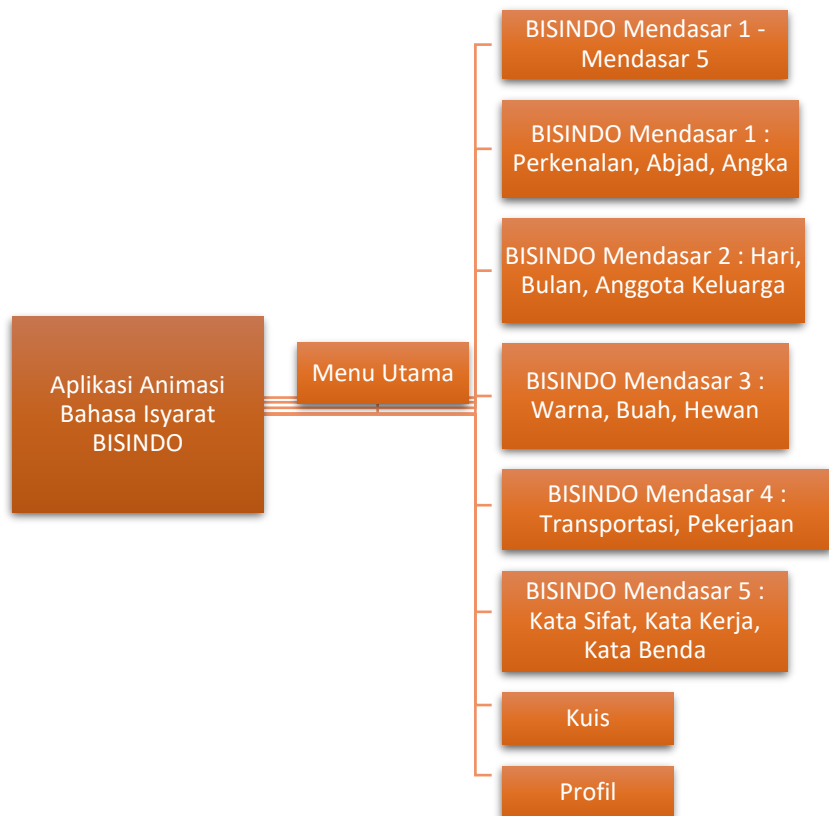 Aplikasi Animasi
Bahasa Isyarat
BISINDO
Menu Utama
BISINDO Mendasar 1 -
Mendasar 5
BISINDO Mendasar 1 :
Perkenalan, Abjad, Angka
BISINDO Mendasar 2 : Hari,
Bulan, Anggota Keluarga
BISINDO Mendasar 3 :
Warna, Buah, Hewan
BISINDO Mendasar 4 :
Transportasi, Pekerjaan
BISINDO Mendasar 5 :
Kata Sifat, Kata Kerja,
Kata Benda
Kuis
Profil